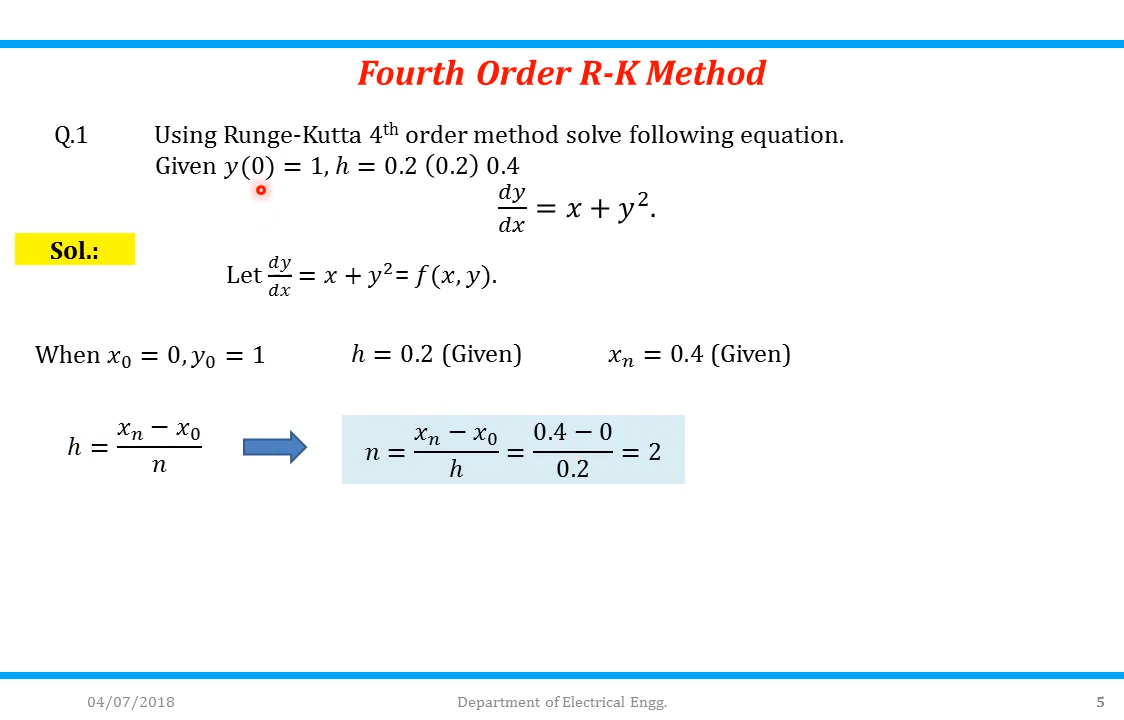 Fourth Order R-K Method
Q.1 Using Runge-Kutta 4th order method solve following equation.
Given y(0) = 1, h = 0.2 (0.2) 0.4
dy/dx = x + y².
Sol.:
Let dy/dx = x + y²= f(x, y).
When x₀ = 0, y₀ = 1 h = 0.2 (Given) xₙ = 0.4 (Given)
h = (xₙ − x₀)/n n = (xₙ − x₀)/h = (0.4 − 0)/0.2 = 2
04/07/2018 Department of Electrical Engg. 5